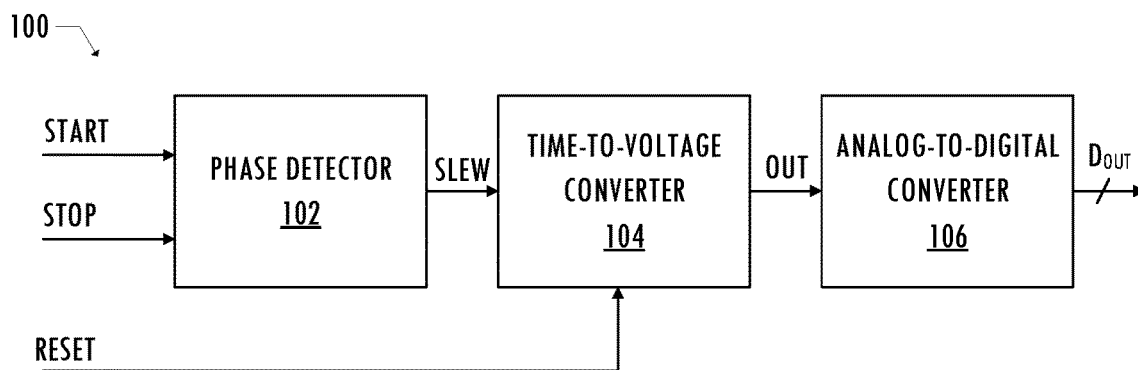 100
START
STOP
PHASE DETECTOR
102
SLEW
TIME-TO-VOLTAGE
CONVERTER
104
OUT
ANALOG-TO-DIGITAL
CONVERTER
106
DOUT
RESET